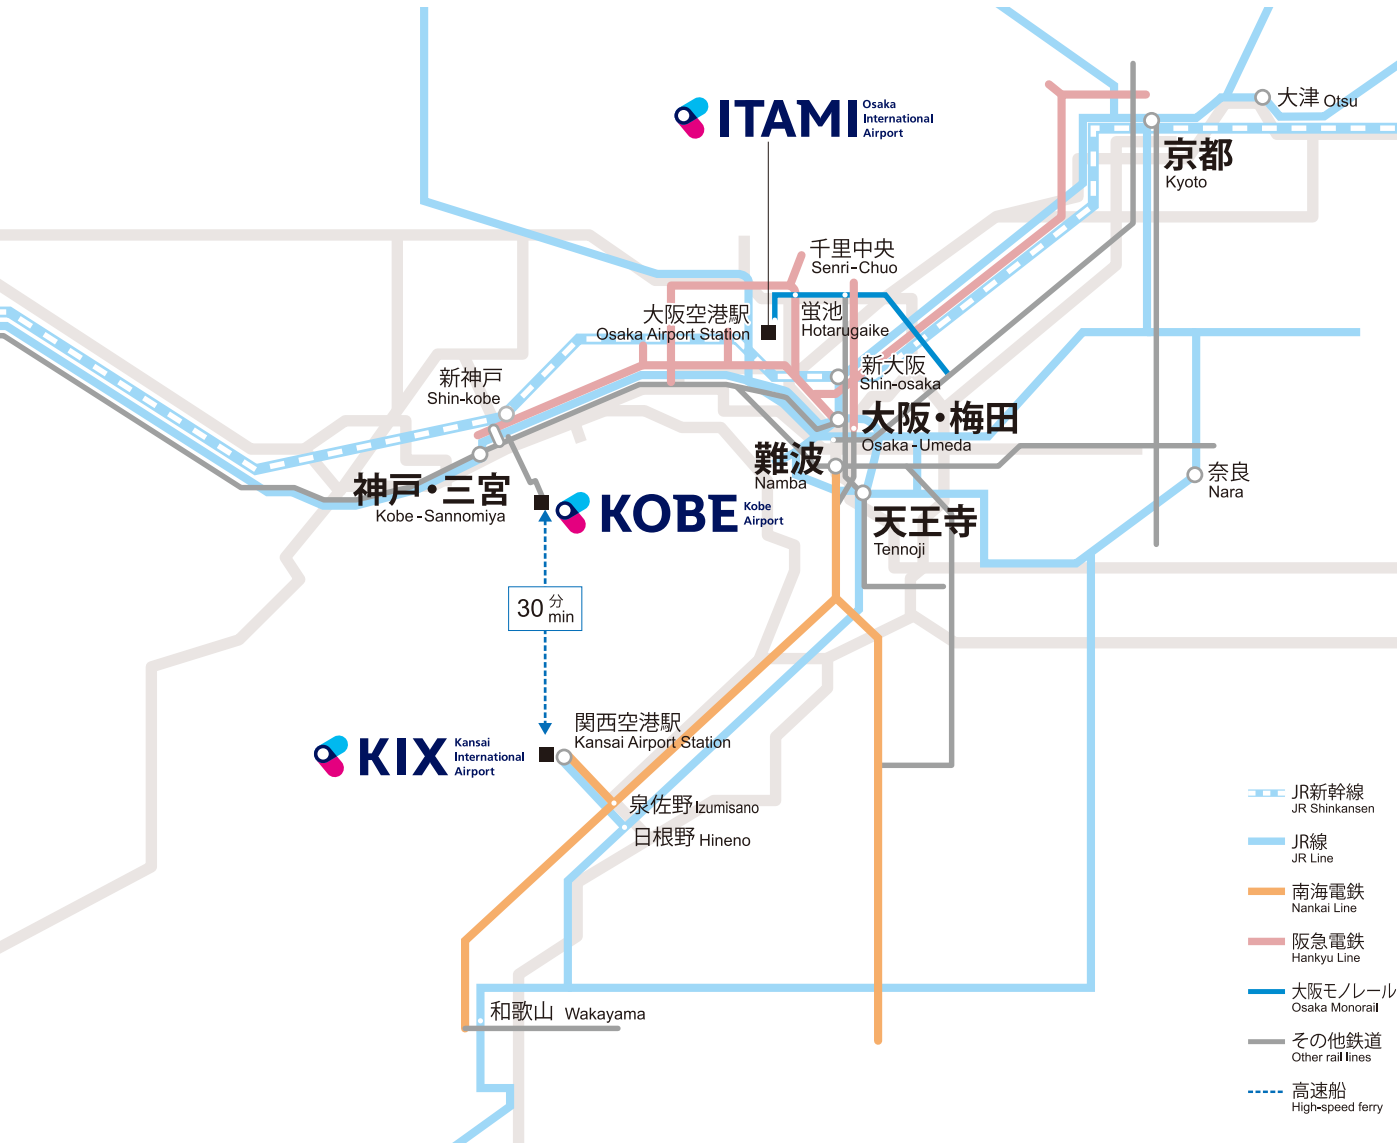 ITAMI
Osaka
International
Airport
大津 Otsu
京都
Kyoto
千里中央
Senri-Chuo
大阪空港駅
Osaka Airport Station
蛍池
Hotarugaike
新大阪
Shin-osaka
新神戸
Shin-kobe
大阪・梅田
Osaka-Umeda
難波
Namba
奈良
Nara
神戸・三宮
Kobe-Sannomiya
KOBE
Kobe
Airport
天王寺
Tennoji
30 分
min
関西空港駅
Kansai Airport Station
KIX
Kansai
International
Airport
泉佐野 Izumisano
日根野 Hineno
和歌山 Wakayama
JR新幹線
JR Shinkansen
JR線
JR Line
南海電鉄
Nankai Line
阪急電鉄
Hankyu Line
大阪モノレール
Osaka Monorail
その他鉄道
Other rail lines
高速船
High-speed ferry